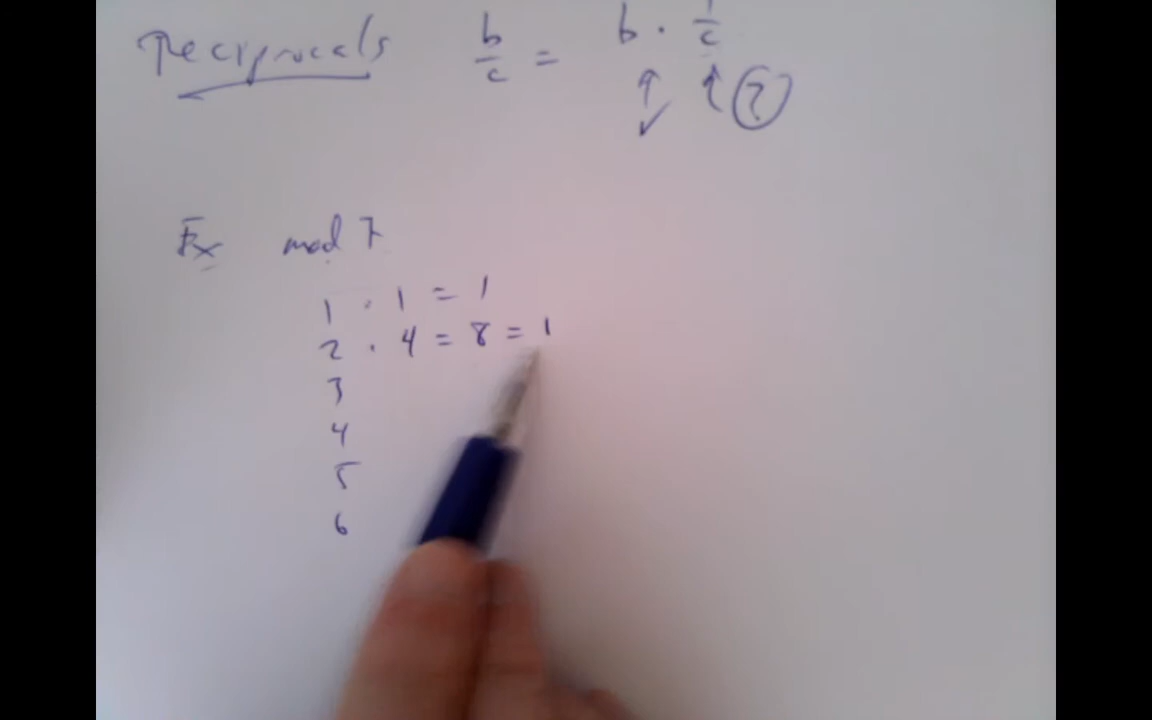 Reciprocals b/c = b · 1/c
?
Ex mod 7
1 · 1 = 1
2 · 4 = 8 = 1
3
4
5
6